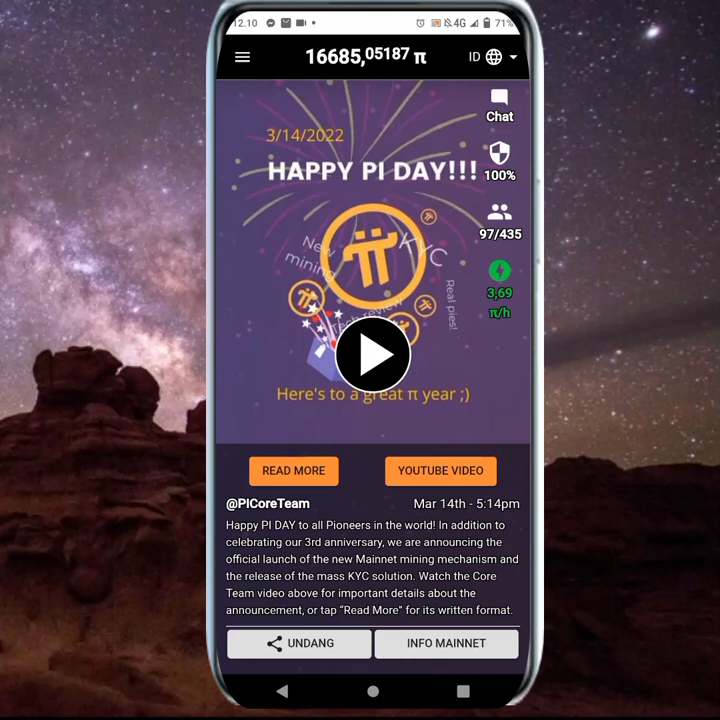 12.10
4G
71%
16685,05187 π
ID
3/14/2022
Chat
HAPPY PI DAY!!!
100%
97/435
New mining
KYC
3,69
π/h
Real pies!
Tech review
Here's to a great π year ;)
READ MORE
YOUTUBE VIDEO
@PICoreTeam
Mar 14th - 5:14pm
Happy PI DAY to all Pioneers in the world! In addition to
celebrating our 3rd anniversary, we are announcing the
official launch of the new Mainnet mining mechanism and
the release of the mass KYC solution. Watch the Core
Team video above for important details about the
announcement, or tap “Read More” for its written format.
UNDANG
INFO MAINNET